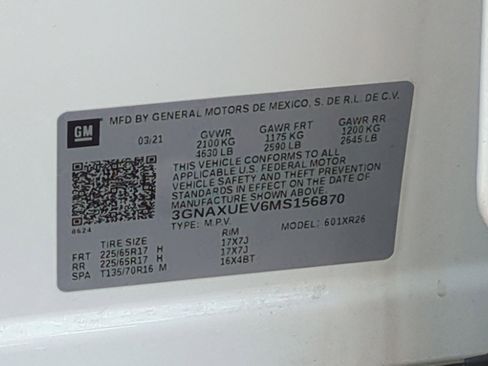 GM
MFD BY GENERAL MOTORS DE MEXICO, S. DE R.L. DE C.V.
03/21 GVWR GAWR FRT GAWR RR
2100 KG 1175 KG 1200 KG
4630 LB 2590 LB 2645 LB
THIS VEHICLE CONFORMS TO ALL
APPLICABLE U.S. FEDERAL MOTOR
VEHICLE SAFETY AND THEFT PREVENTION
STANDARDS IN EFFECT ON THE DATE OF
MANUFACTURE SHOWN ABOVE.
3GNAXUEV6MS156870
TYPE: M.P.V. MODEL: 601XR26
8624
TIRE SIZE RIM
FRT 225/65R17 H 17X7J
RR 225/65R17 H 17X7J
SPA T135/70R16 M 16X4BT